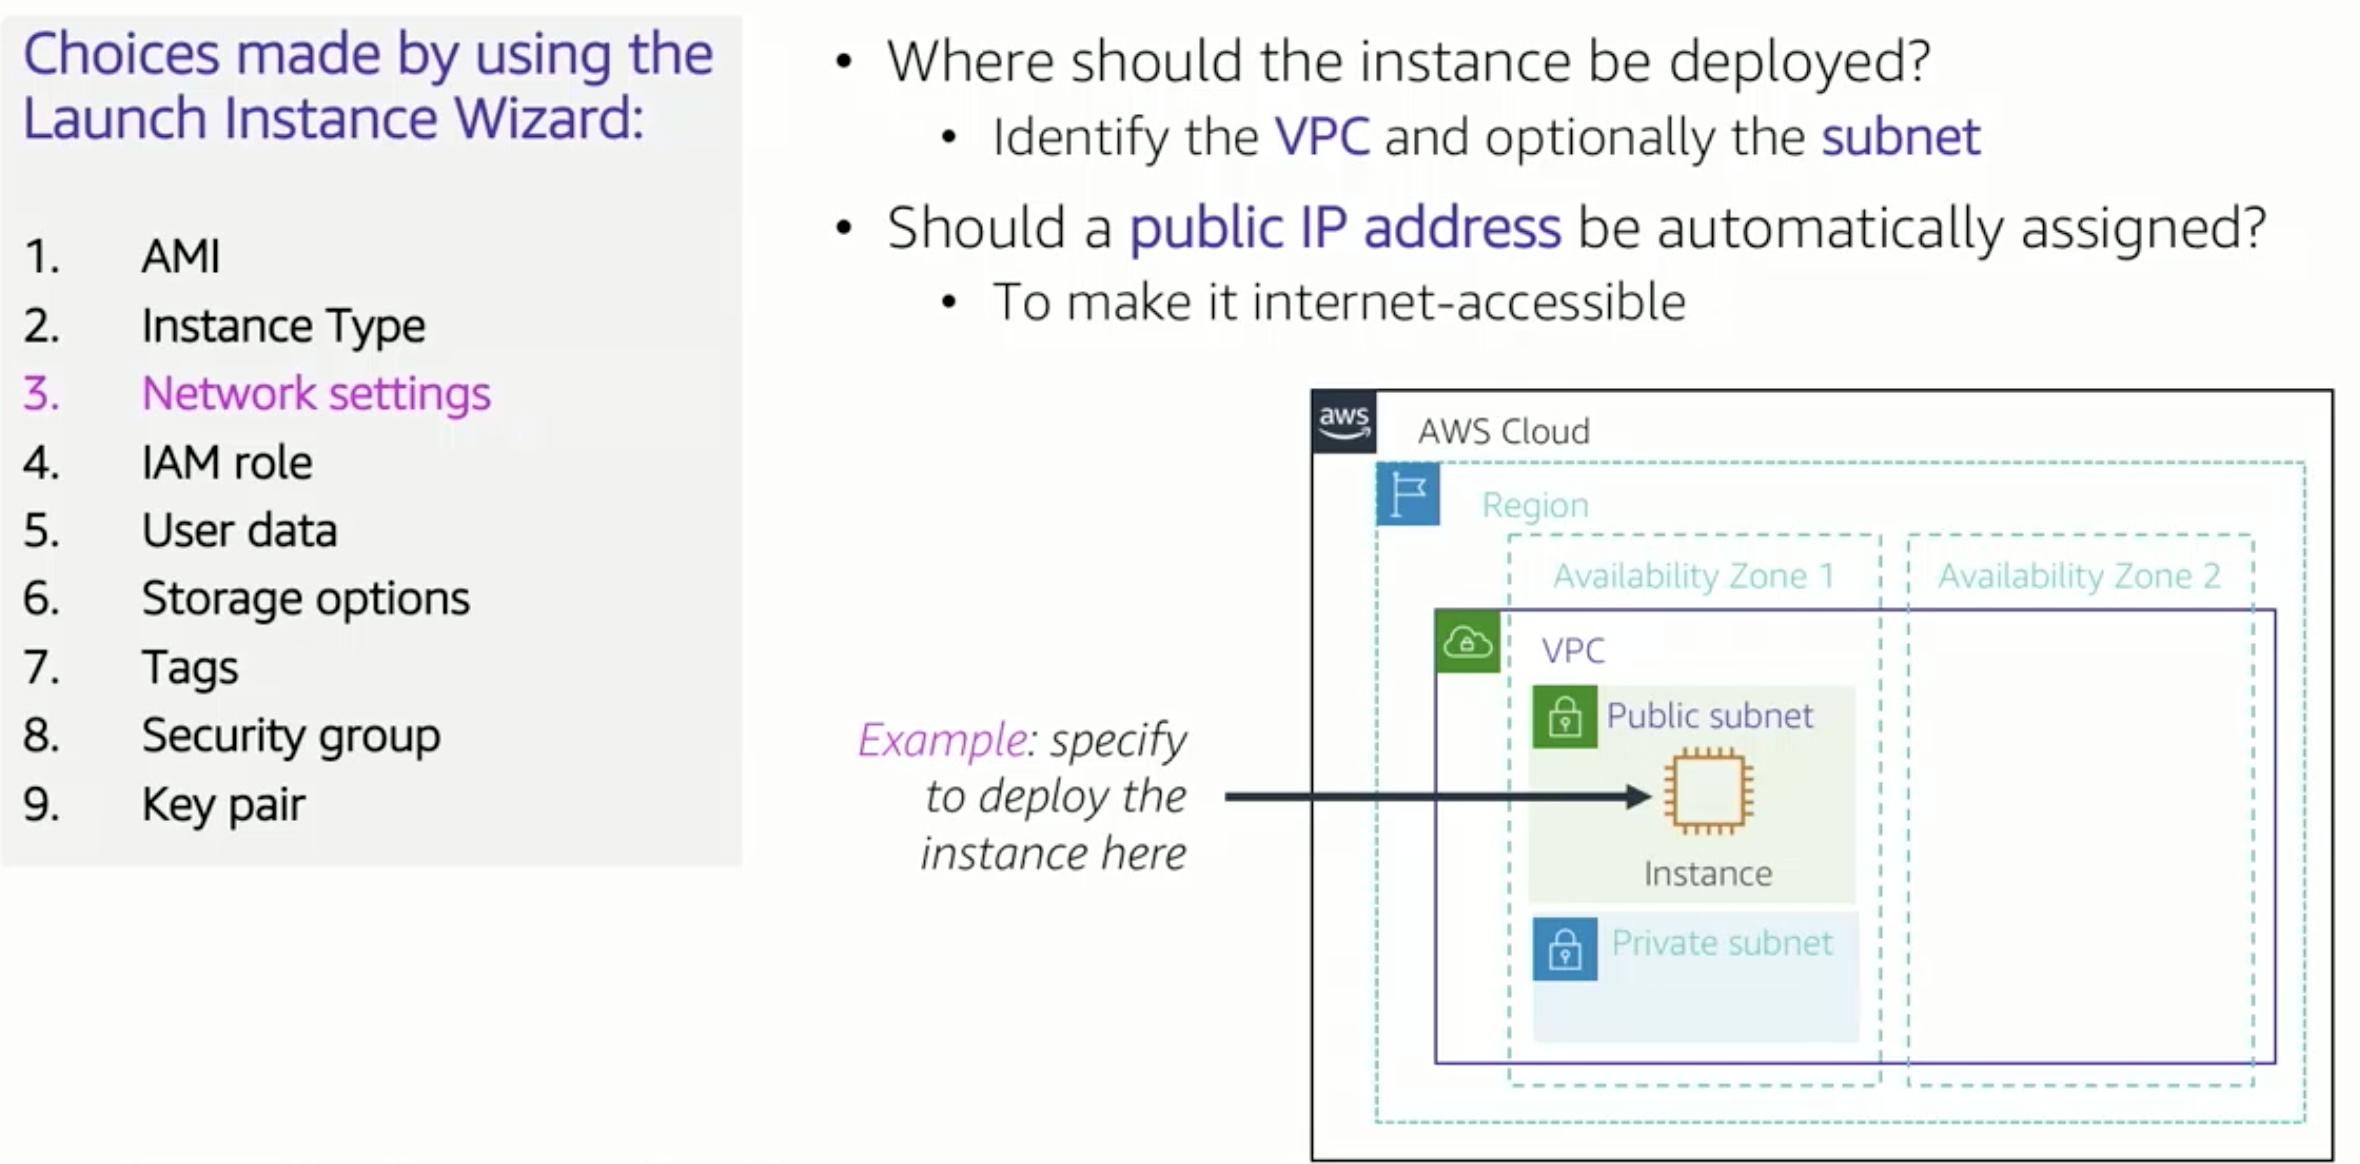 Choices made by using the
Launch Instance Wizard:
1. AMI
2. Instance Type
3. Network settings
4. IAM role
5. User data
6. Storage options
7. Tags
8. Security group
9. Key pair
• Where should the instance be deployed?
• Identify the VPC and optionally the subnet
• Should a public IP address be automatically assigned?
• To make it internet-accessible
Example: specify
to deploy the
instance here
aws
AWS Cloud
Region
Availability Zone 1
Availability Zone 2
VPC
Public subnet
Instance
Private subnet